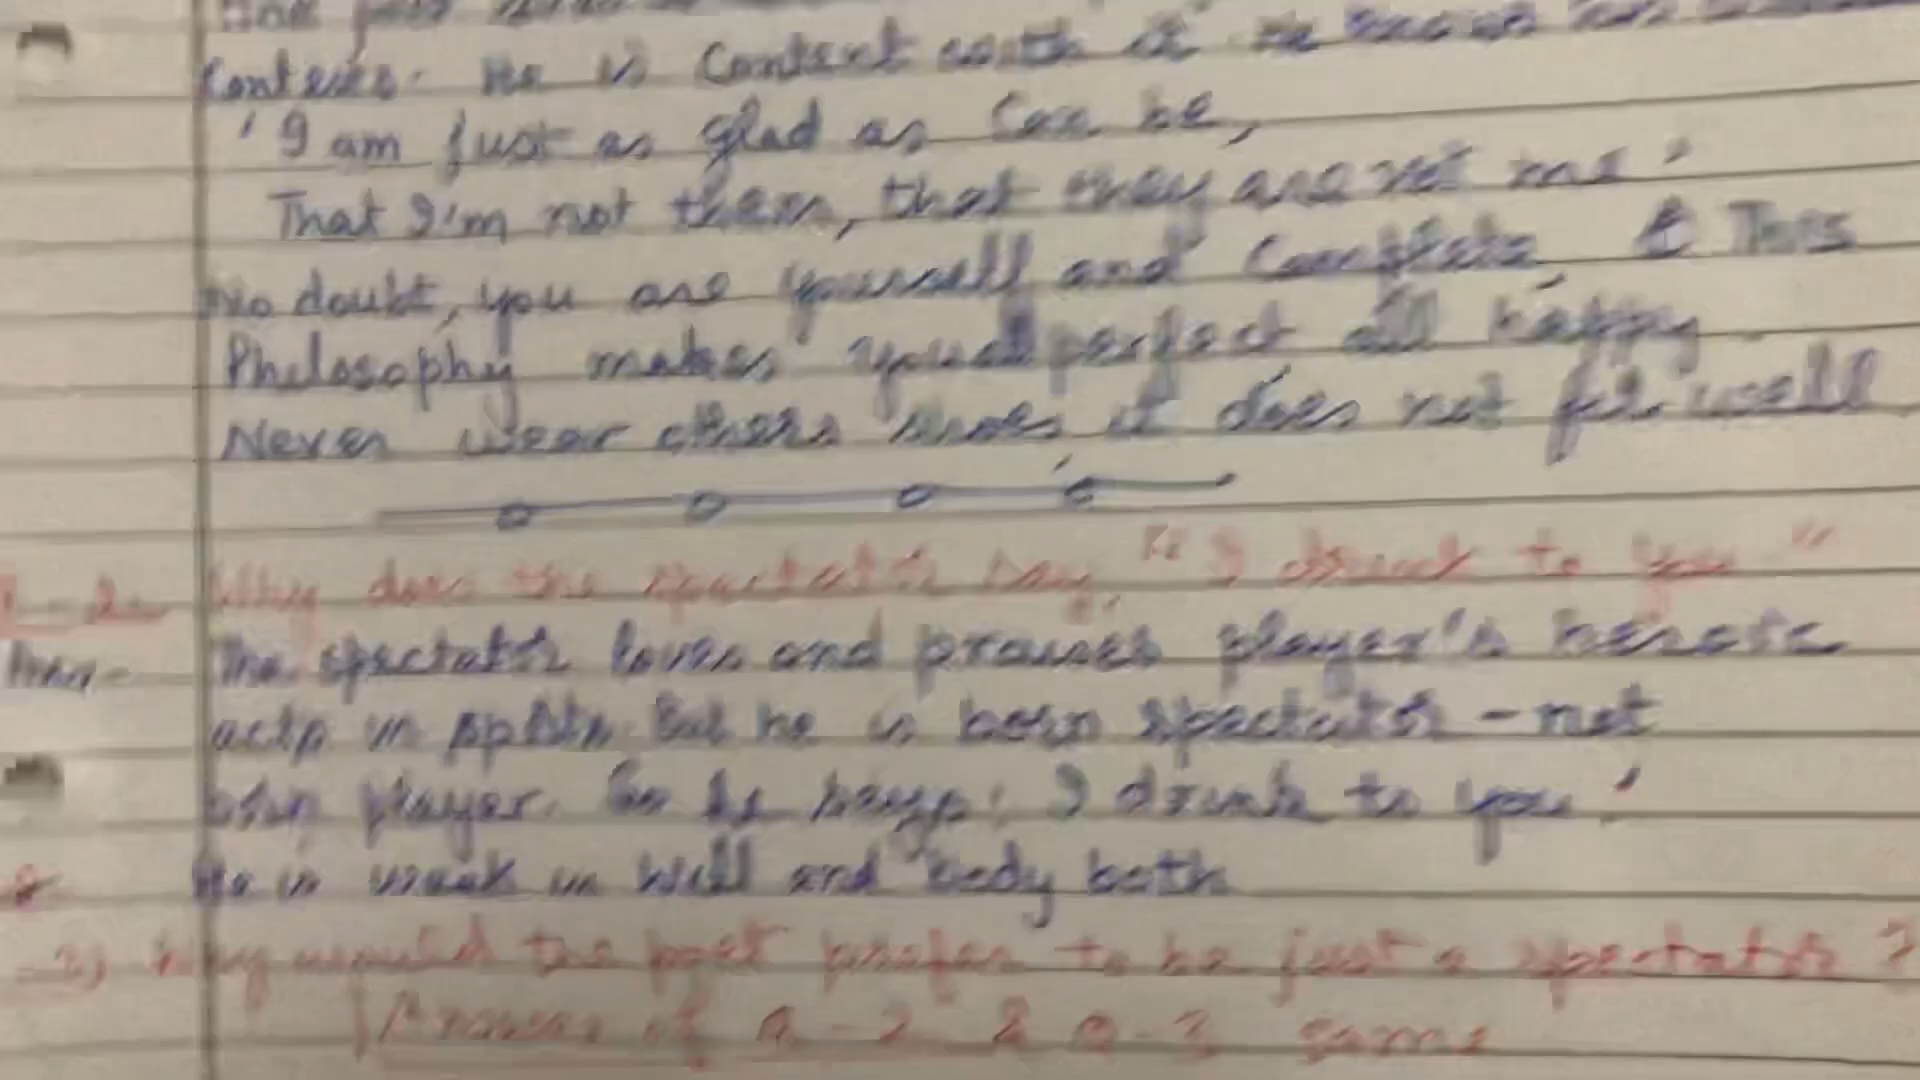 Contents. He is Content with it
' I am just as glad as Can be,
That I'm not them, that they are not me '
No doubt, you are yourself and Complete This
Philosophy makes perfect all happy
Never wear others shoes it does not fit well
Why does the spectator say, " I drink to you "
Ans- The spectator loves and praises player's heroic
acts in sports But he is born spectator - not
born player. So he says: I drink to you '
He is weak in will and body both
3) Why would the poet prefer to be just a spectator ?
Answer of Q-2 & Q-3 same